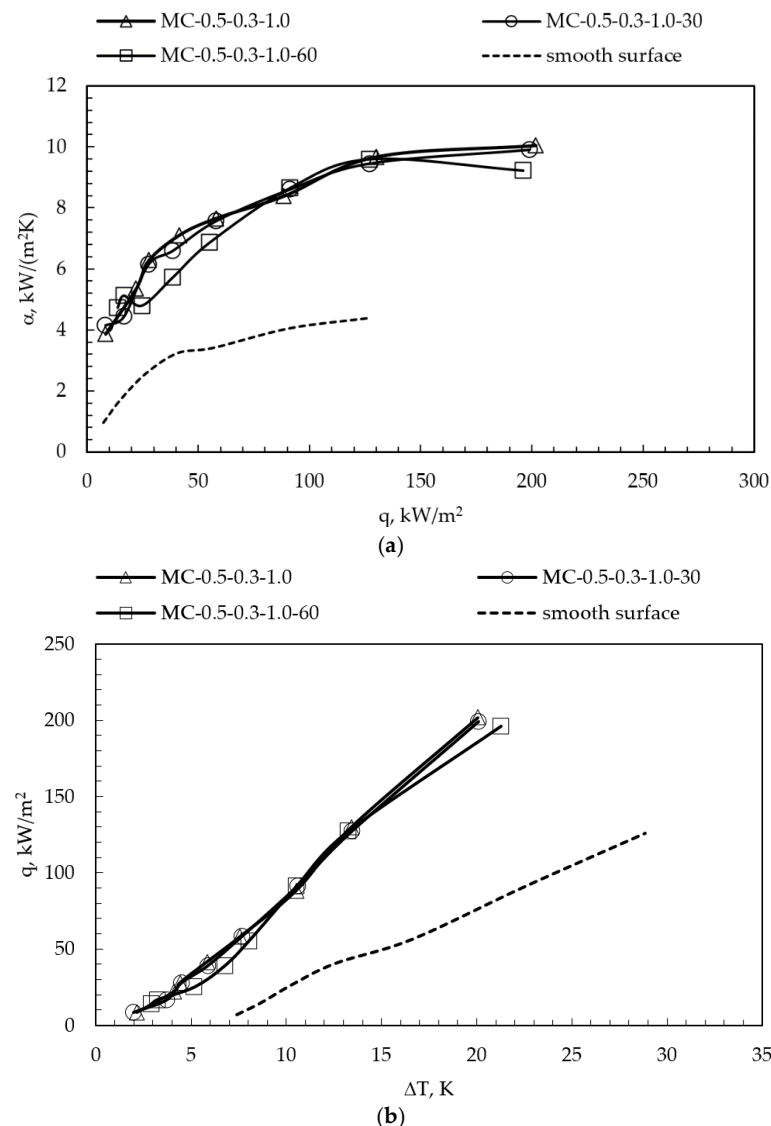 MC-0.5-0.3-1.0 MC-0.5-0.3-1.0-30
MC-0.5-0.3-1.0-60 smooth surface
12
10
8
6
4
2
0
α, kW/(m²K)
0 50 100 150 200 250 300
q, kW/m²
(a)
MC-0.5-0.3-1.0 MC-0.5-0.3-1.0-30
MC-0.5-0.3-1.0-60 smooth surface
250
200
150
100
50
0
q, kW/m²
0 5 10 15 20 25 30 35
ΔT, K
(b)